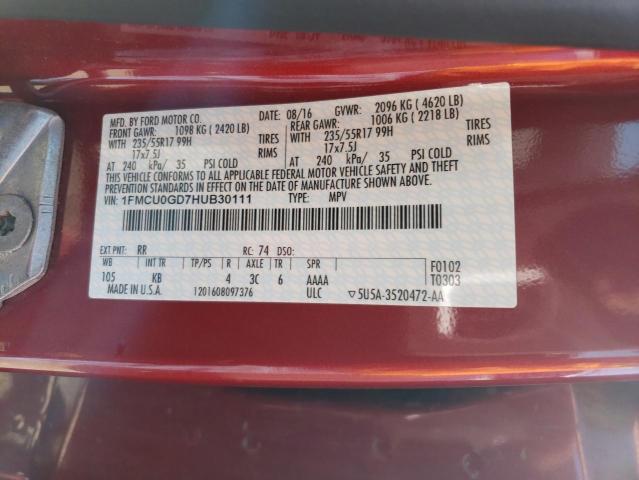 MFD. BY FORD MOTOR CO. DATE: 08/16 GVWR: 2096 KG ( 4620 LB)
FRONT GAWR: 1098 KG ( 2420 LB) REAR GAWR: 1006 KG ( 2218 LB)
WITH 235/55R17 99H TIRES WITH 235/55R17 99H TIRES
17x7.5J RIMS 17x7.5J RIMS
AT 240 kPa/ 35 PSI COLD AT 240 kPa/ 35 PSI COLD
THIS VEHICLE CONFORMS TO ALL APPLICABLE FEDERAL MOTOR VEHICLE SAFETY AND THEFT
PREVENTION STANDARDS IN EFFECT ON THE DATE OF MANUFACTURE SHOWN ABOVE.
VIN: 1FMCU0GD7HUB30111 TYPE: MPV
EXT PNT: RR RC: 74 DSO:
WB BRK INT TR TP/PS R AXLE TR SPR F0102
105 KB 4 3C 6 AAAA T0303
MADE IN U.S.A. 1201608097376 ULC ▽5U5A-3520472-AA